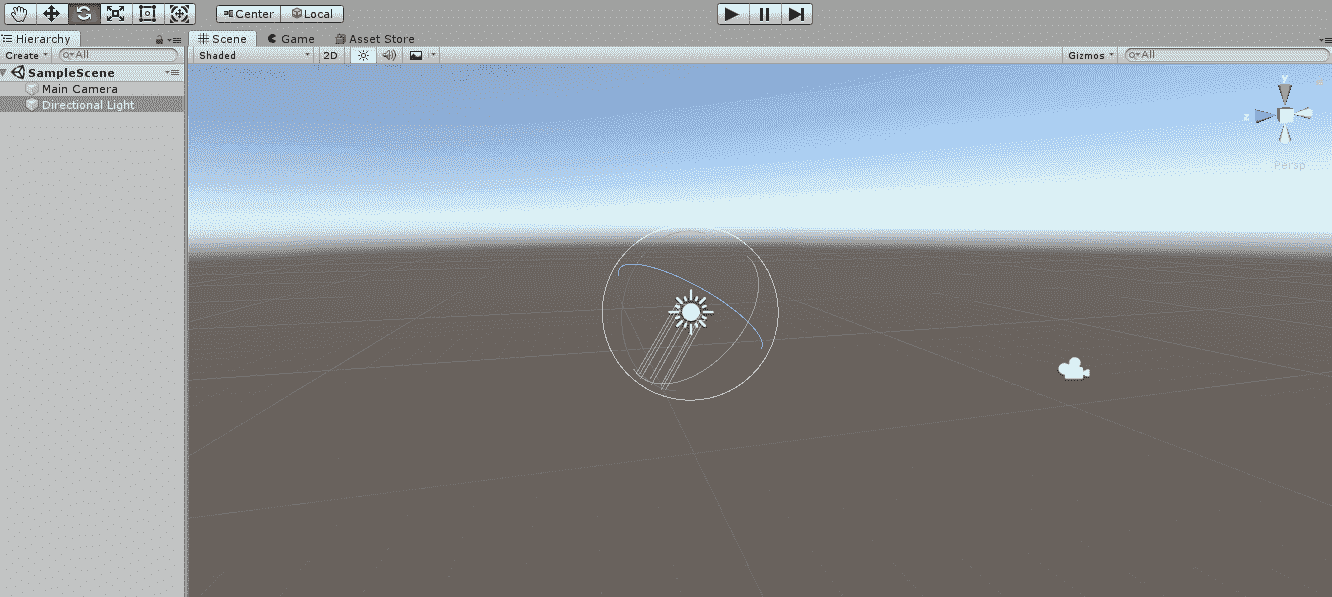 Center Local
Hierarchy
Scene Game Asset Store
Create All
Shaded 2D Gizmos All
SampleScene
Main Camera
Directional Light
y
z
Persp